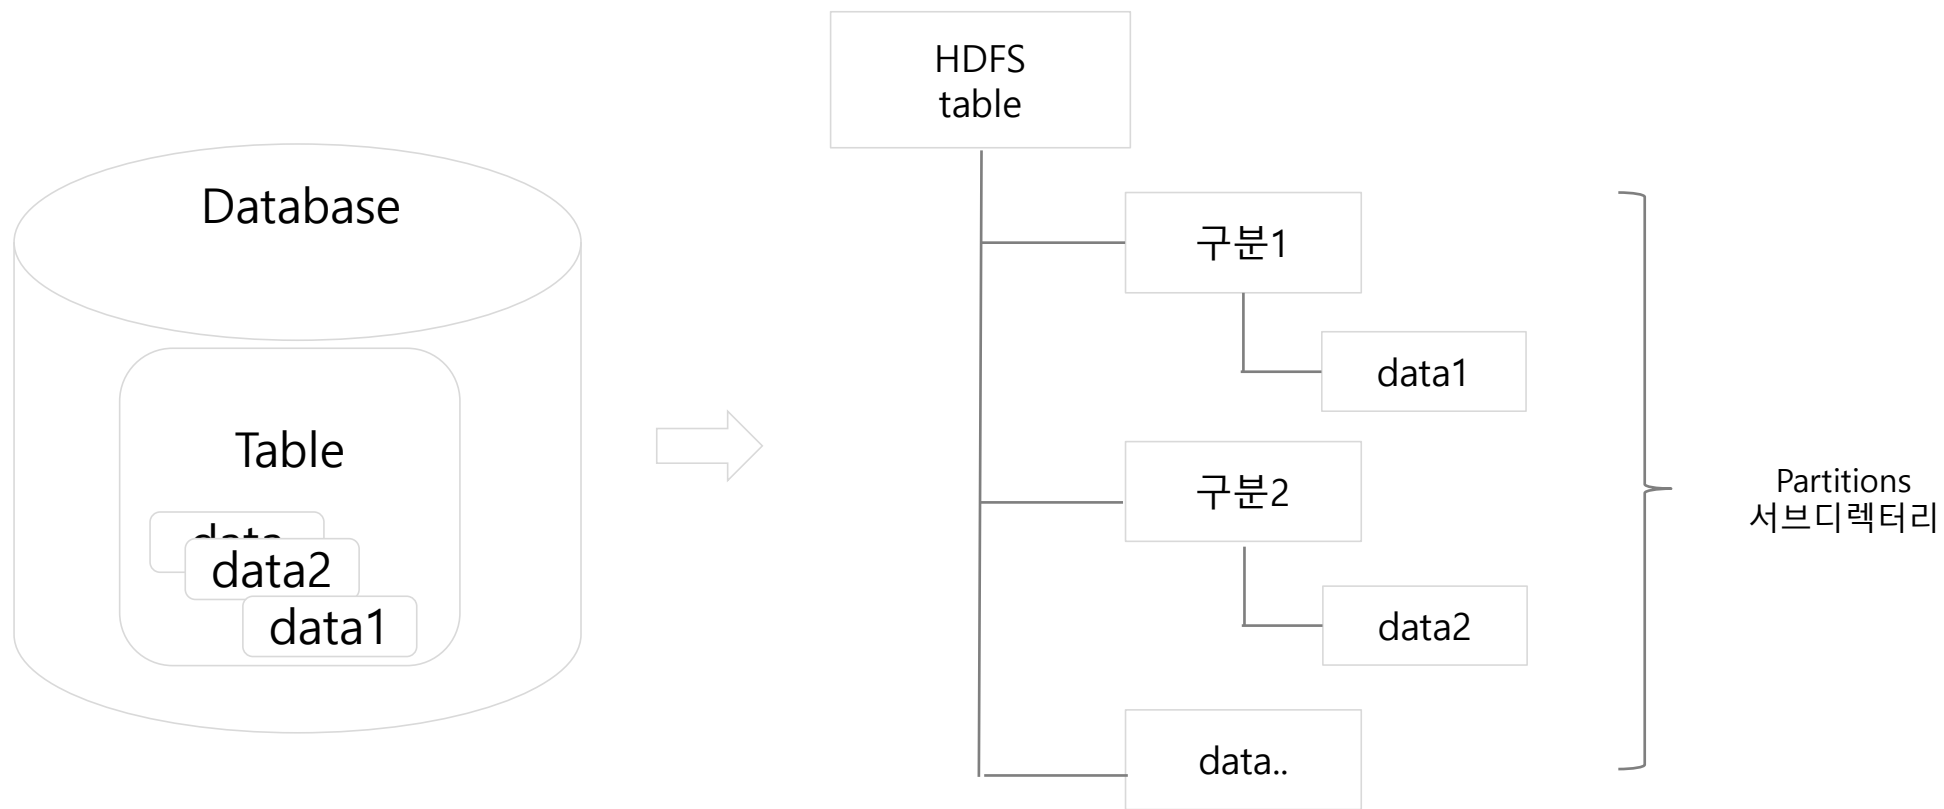 Database
Table
data
data2
data1
HDFS
table
구분1
data1
구분2
data2
data..
Partitions
서브디렉터리